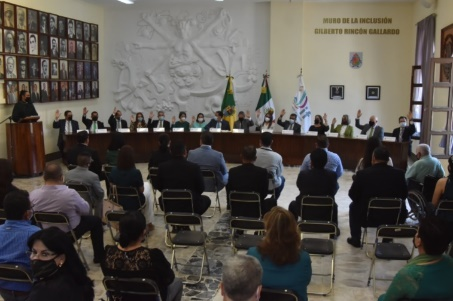 MURO DE LA INCLUSIÓN
GILBERTO RINCÓN GALLARDO